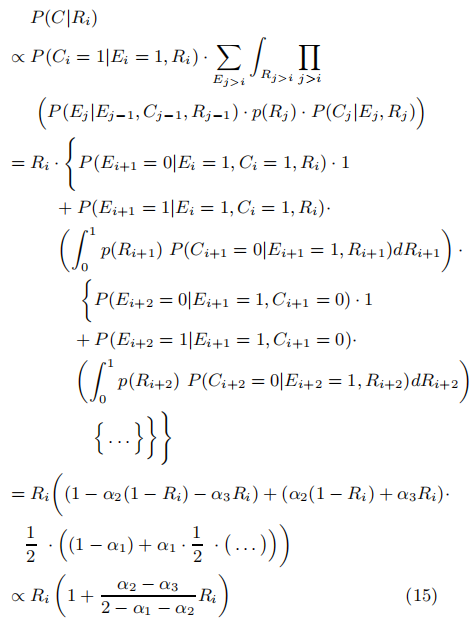 P(C|R_i)
∝ P(C_i = 1|E_i = 1, R_i) · ∑_{E_{j>i}} ∫_{R_{j>i}} ∏_{j>i}
(P(E_j|E_{j−1}, C_{j−1}, R_{j−1}) · p(R_j) · P(C_j|E_j, R_j))
= R_i · { P(E_{i+1} = 0|E_i = 1, C_i = 1, R_i) · 1
+ P(E_{i+1} = 1|E_i = 1, C_i = 1, R_i)·
(∫_0^1 p(R_{i+1}) P(C_{i+1} = 0|E_{i+1} = 1, R_{i+1})dR_{i+1}) ·
{ P(E_{i+2} = 0|E_{i+1} = 1, C_{i+1} = 0) · 1
+ P(E_{i+2} = 1|E_{i+1} = 1, C_{i+1} = 0)·
(∫_0^1 p(R_{i+2}) P(C_{i+2} = 0|E_{i+2} = 1, R_{i+2})dR_{i+2})
{...}}}
= R_i((1 − α_2(1 − R_i) − α_3R_i) + (α_2(1 − R_i) + α_3R_i)·
1/2 · ((1 − α_1) + α_1 · 1/2 · (...)))
∝ R_i (1 + (α_2 − α_3)/(2 − α_1 − α_2) R_i) (15)